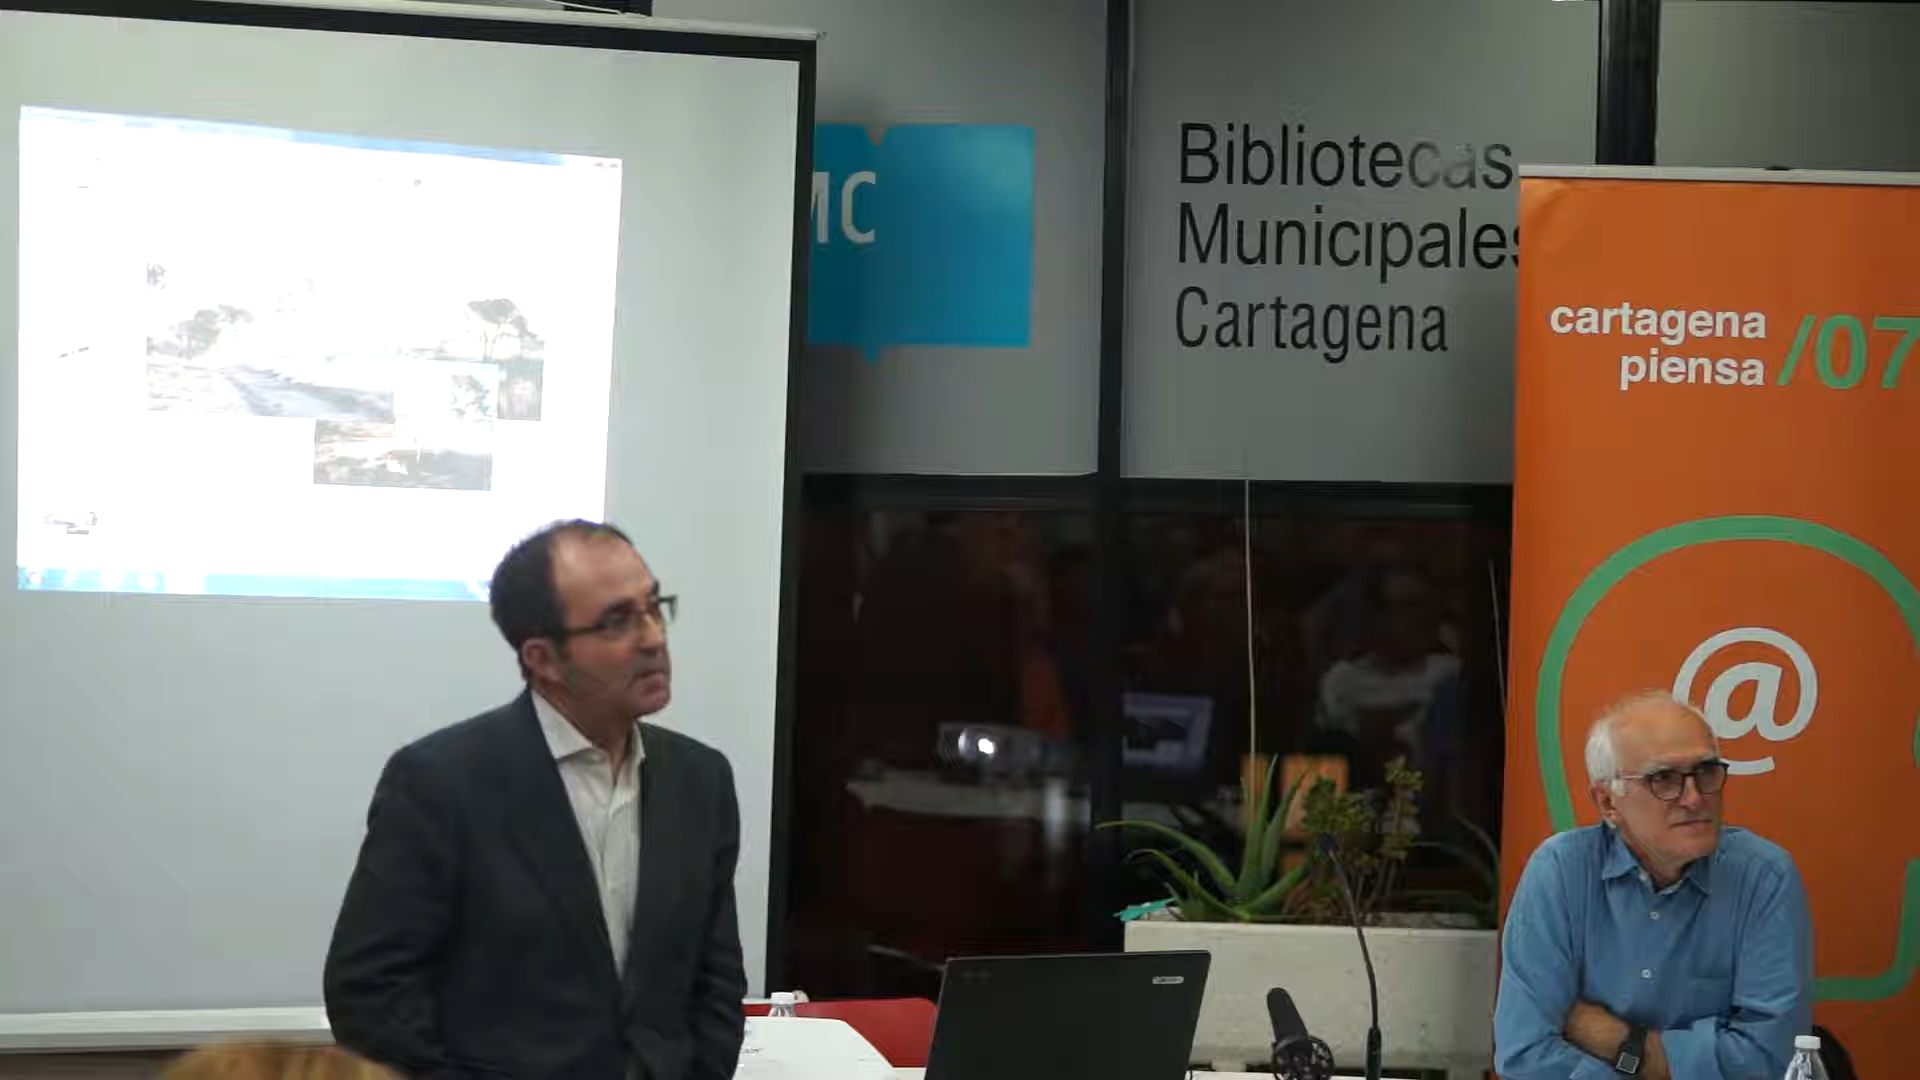 MC
Bibliotecas
Municipales
Cartagena
cartagena
piensa /07
@